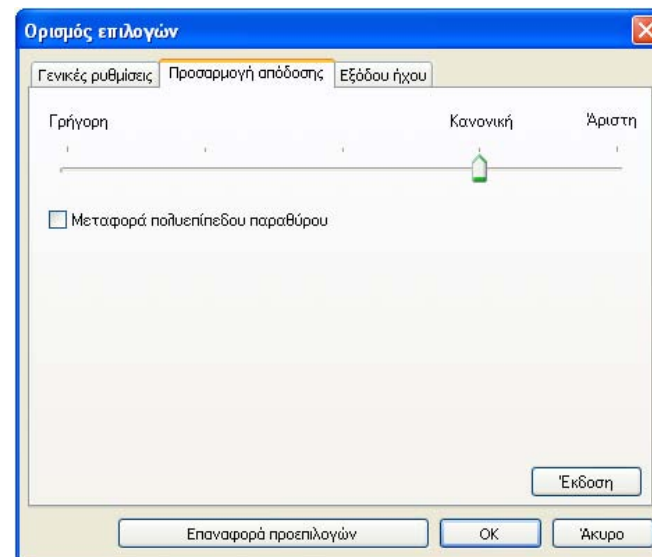 Ορισμός επιλογών
Γενικές ρυθμίσεις Προσαρμογή απόδοσης Εξόδου ήχου
Γρήγορη Κανονική Άριστη
Μεταφορά πολυεπίπεδου παραθύρου
Έκδοση
Επαναφορά προεπιλογών OK Άκυρο